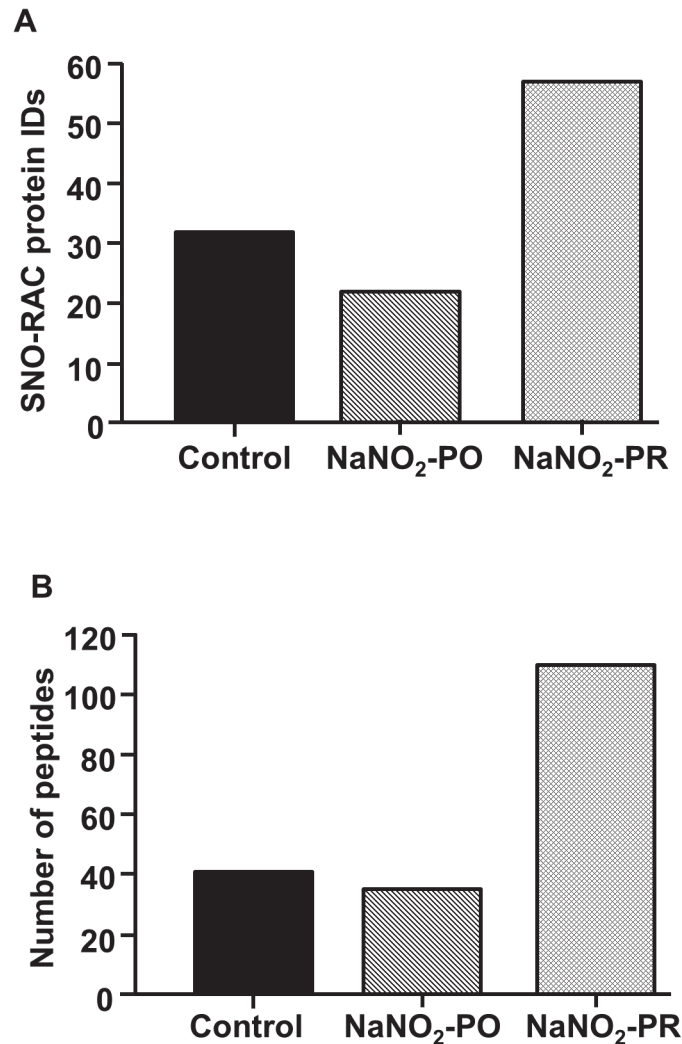 A
SNO-RAC protein IDs
60
50
40
30
20
10
0
Control NaNO₂-PO NaNO₂-PR
B
Number of peptides
120
100
80
60
40
20
0
Control NaNO₂-PO NaNO₂-PR